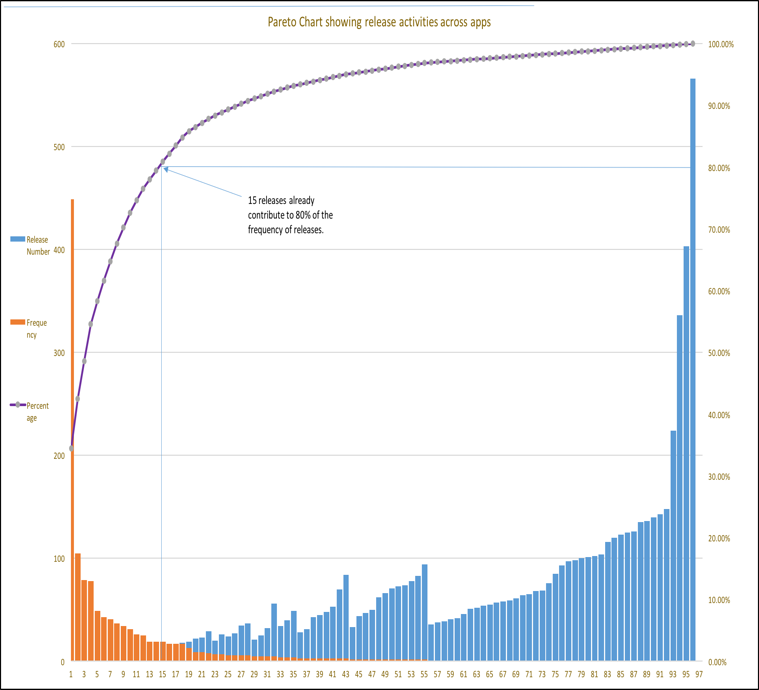 Pareto Chart showing release activities across apps
600
500
400
300
200
100
0
100.00%
90.00%
80.00%
70.00%
60.00%
50.00%
40.00%
30.00%
20.00%
10.00%
0.00%
15 releases already
contribute to 80% of the
frequency of releases.
Release
Number
Freque
ncy
Percent
age
1 3 5 7 9 11 13 15 17 19 21 23 25 27 29 31 33 35 37 39 41 43 45 47 49 51 53 55 57 59 61 63 65 67 69 71 73 75 77 79 81 83 85 87 89 91 93 95 97